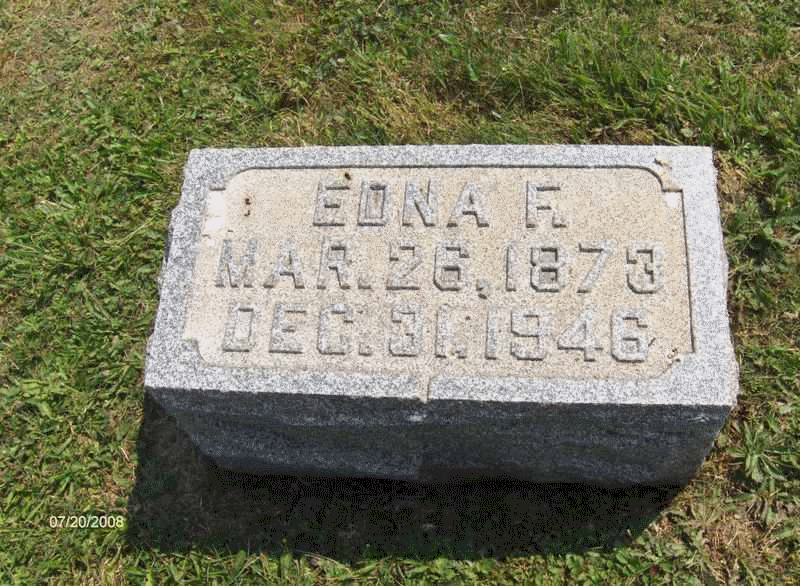 EDNA F.
MAR. 26, 1873
DEC. 31, 1946
07/20/2008